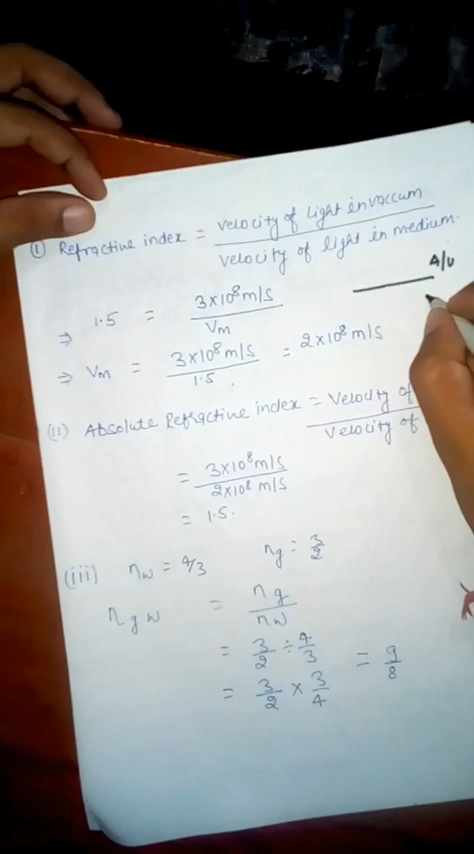 (i) Refractive index = velocity of light in vaccum / velocity of light in medium.
A/V
⇒ 1.5 = 3×10⁸ m/s / Vm
⇒ Vm = 3×10⁸ m/s / 1.5 = 2×10⁸ m/s
(ii) Absolute Refractive index = Velocity of / Velocity of
= 3×10⁸ m/s / 2×10⁸ m/s
= 1.5.
(iii) nw = 4/3 ng = 3/2
ngw = ng / nw
= 3/2 ÷ 4/3 = 9/8
= 3/2 × 3/4